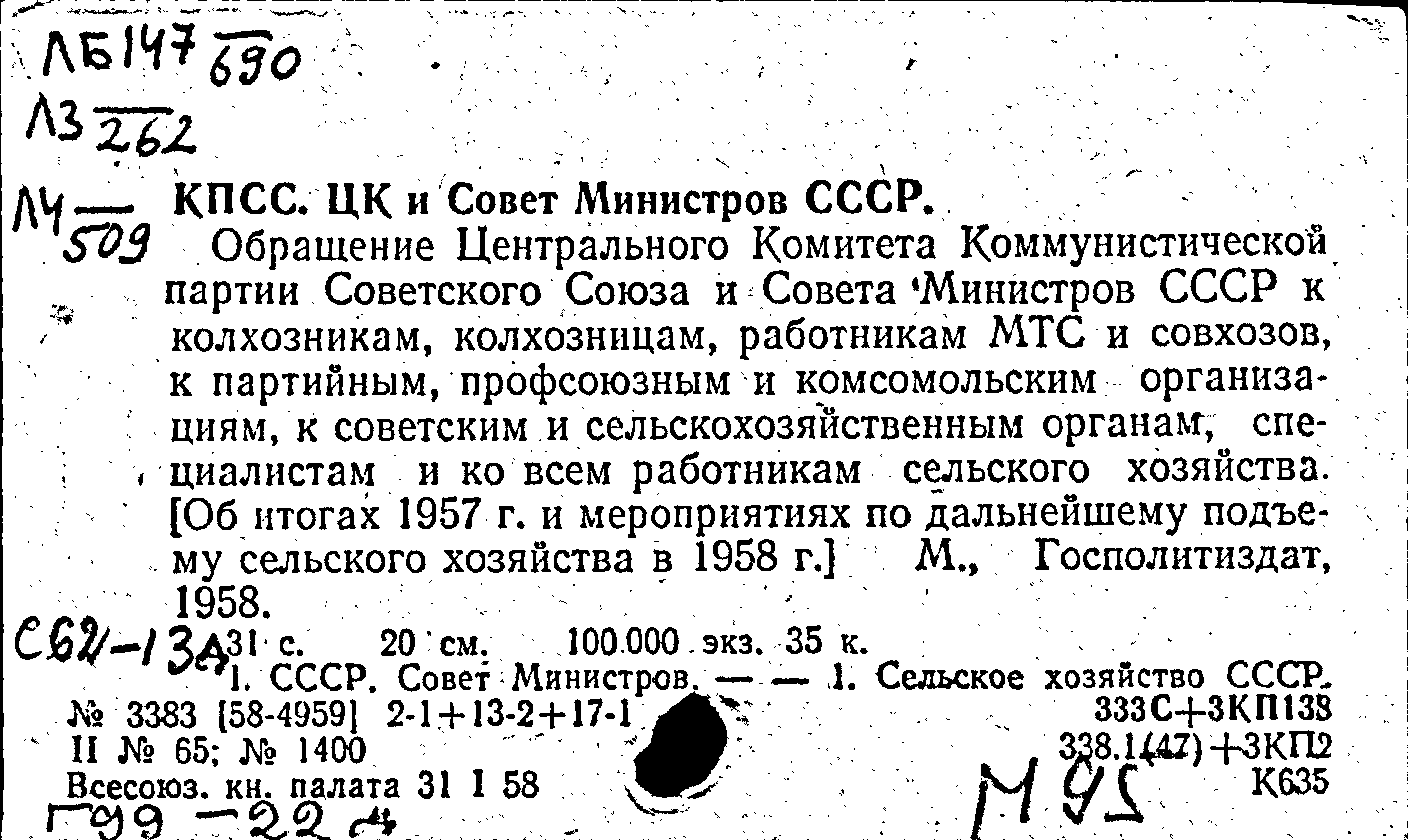 ЛБ147 690
Л3 262
Л4— 509
КПСС. ЦК и Совет Министров СССР.
Обращение Центрального Комитета Коммунистической
партии Советского Союза и Совета Министров СССР к
колхозникам, колхозницам, работникам МТС и совхозов,
к партийным, профсоюзным и комсомольским организа-
циям, к советским и сельскохозяйственным органам, спе-
циалистам и ко всем работникам сельского хозяйства.
[Об итогах 1957 г. и мероприятиях по дальнейшему подъе-
му сельского хозяйства в 1958 г.] М., Госполитиздат,
1958.
31 с. 20 см. 100.000 экз. 35 к.
1. СССР. Совет Министров. — — 1. Сельское хозяйство СССР.
№ 3383 [58-4959] 2-1+13-2+17-1 333С+3КП138
II № 65; № 1400 338.1(47)+3КП2
Всесоюз. кн. палата 31 I 58 К635
М95